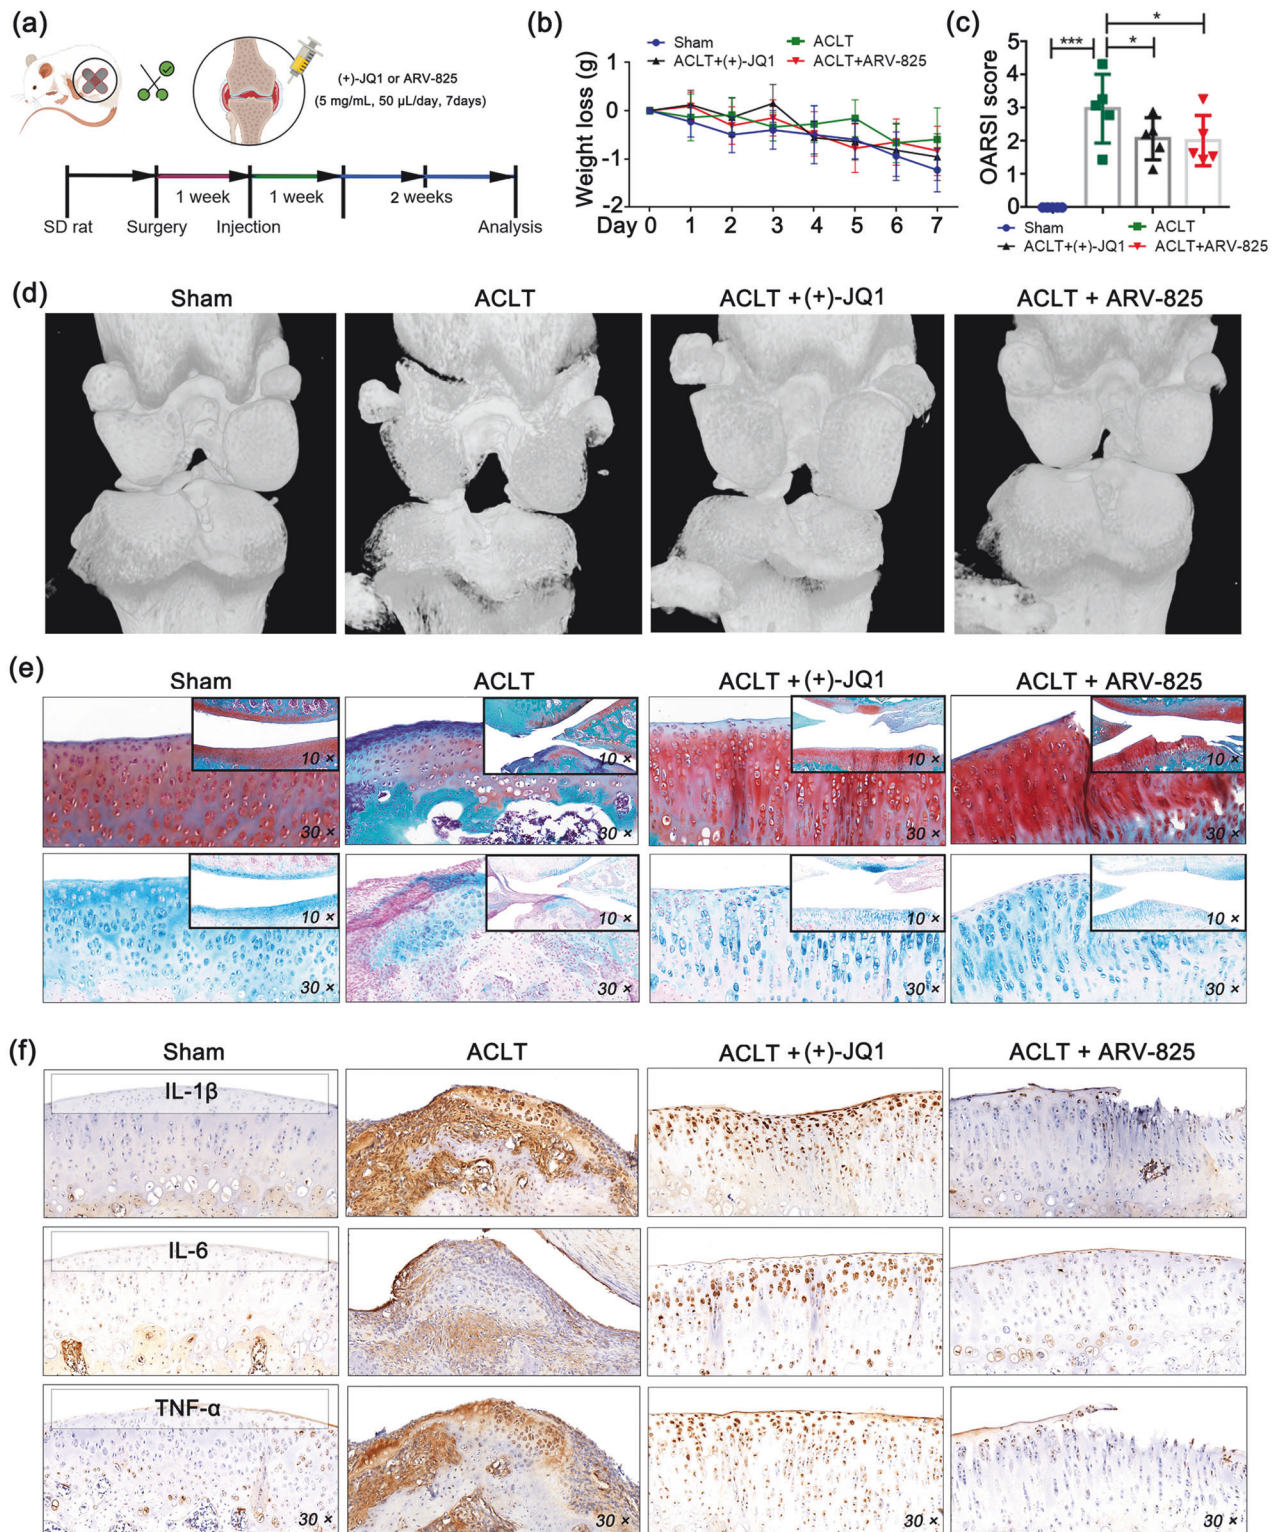 (a)
(+)-JQ1 or ARV-825
(5 mg/mL, 50 μL/day, 7days)
1 week
1 week
2 weeks
SD rat
Surgery
Injection
Analysis
(b)
Sham
ACLT
ACLT+(+)-JQ1
ACLT+ARV-825
Weight loss (g)
1
0
-1
-2
Day 0 1 2 3 4 5 6 7
(c)
*
*** *
OARSI score
5
4
3
2
1
0
Sham
ACLT
ACLT+(+)-JQ1
ACLT+ARV-825
(d)
Sham
ACLT
ACLT +(+)-JQ1
ACLT + ARV-825
(e)
Sham
ACLT
ACLT +(+)-JQ1
ACLT + ARV-825
10 ×
10 ×
10 ×
10 ×
30 ×
30 ×
30 ×
30 ×
10 ×
10 ×
10 ×
10 ×
30 ×
30 ×
30 ×
30 ×
(f)
Sham
ACLT
ACLT +(+)-JQ1
ACLT + ARV-825
IL-1β
IL-6
TNF-α
30 ×
30 ×
30 ×
30 ×